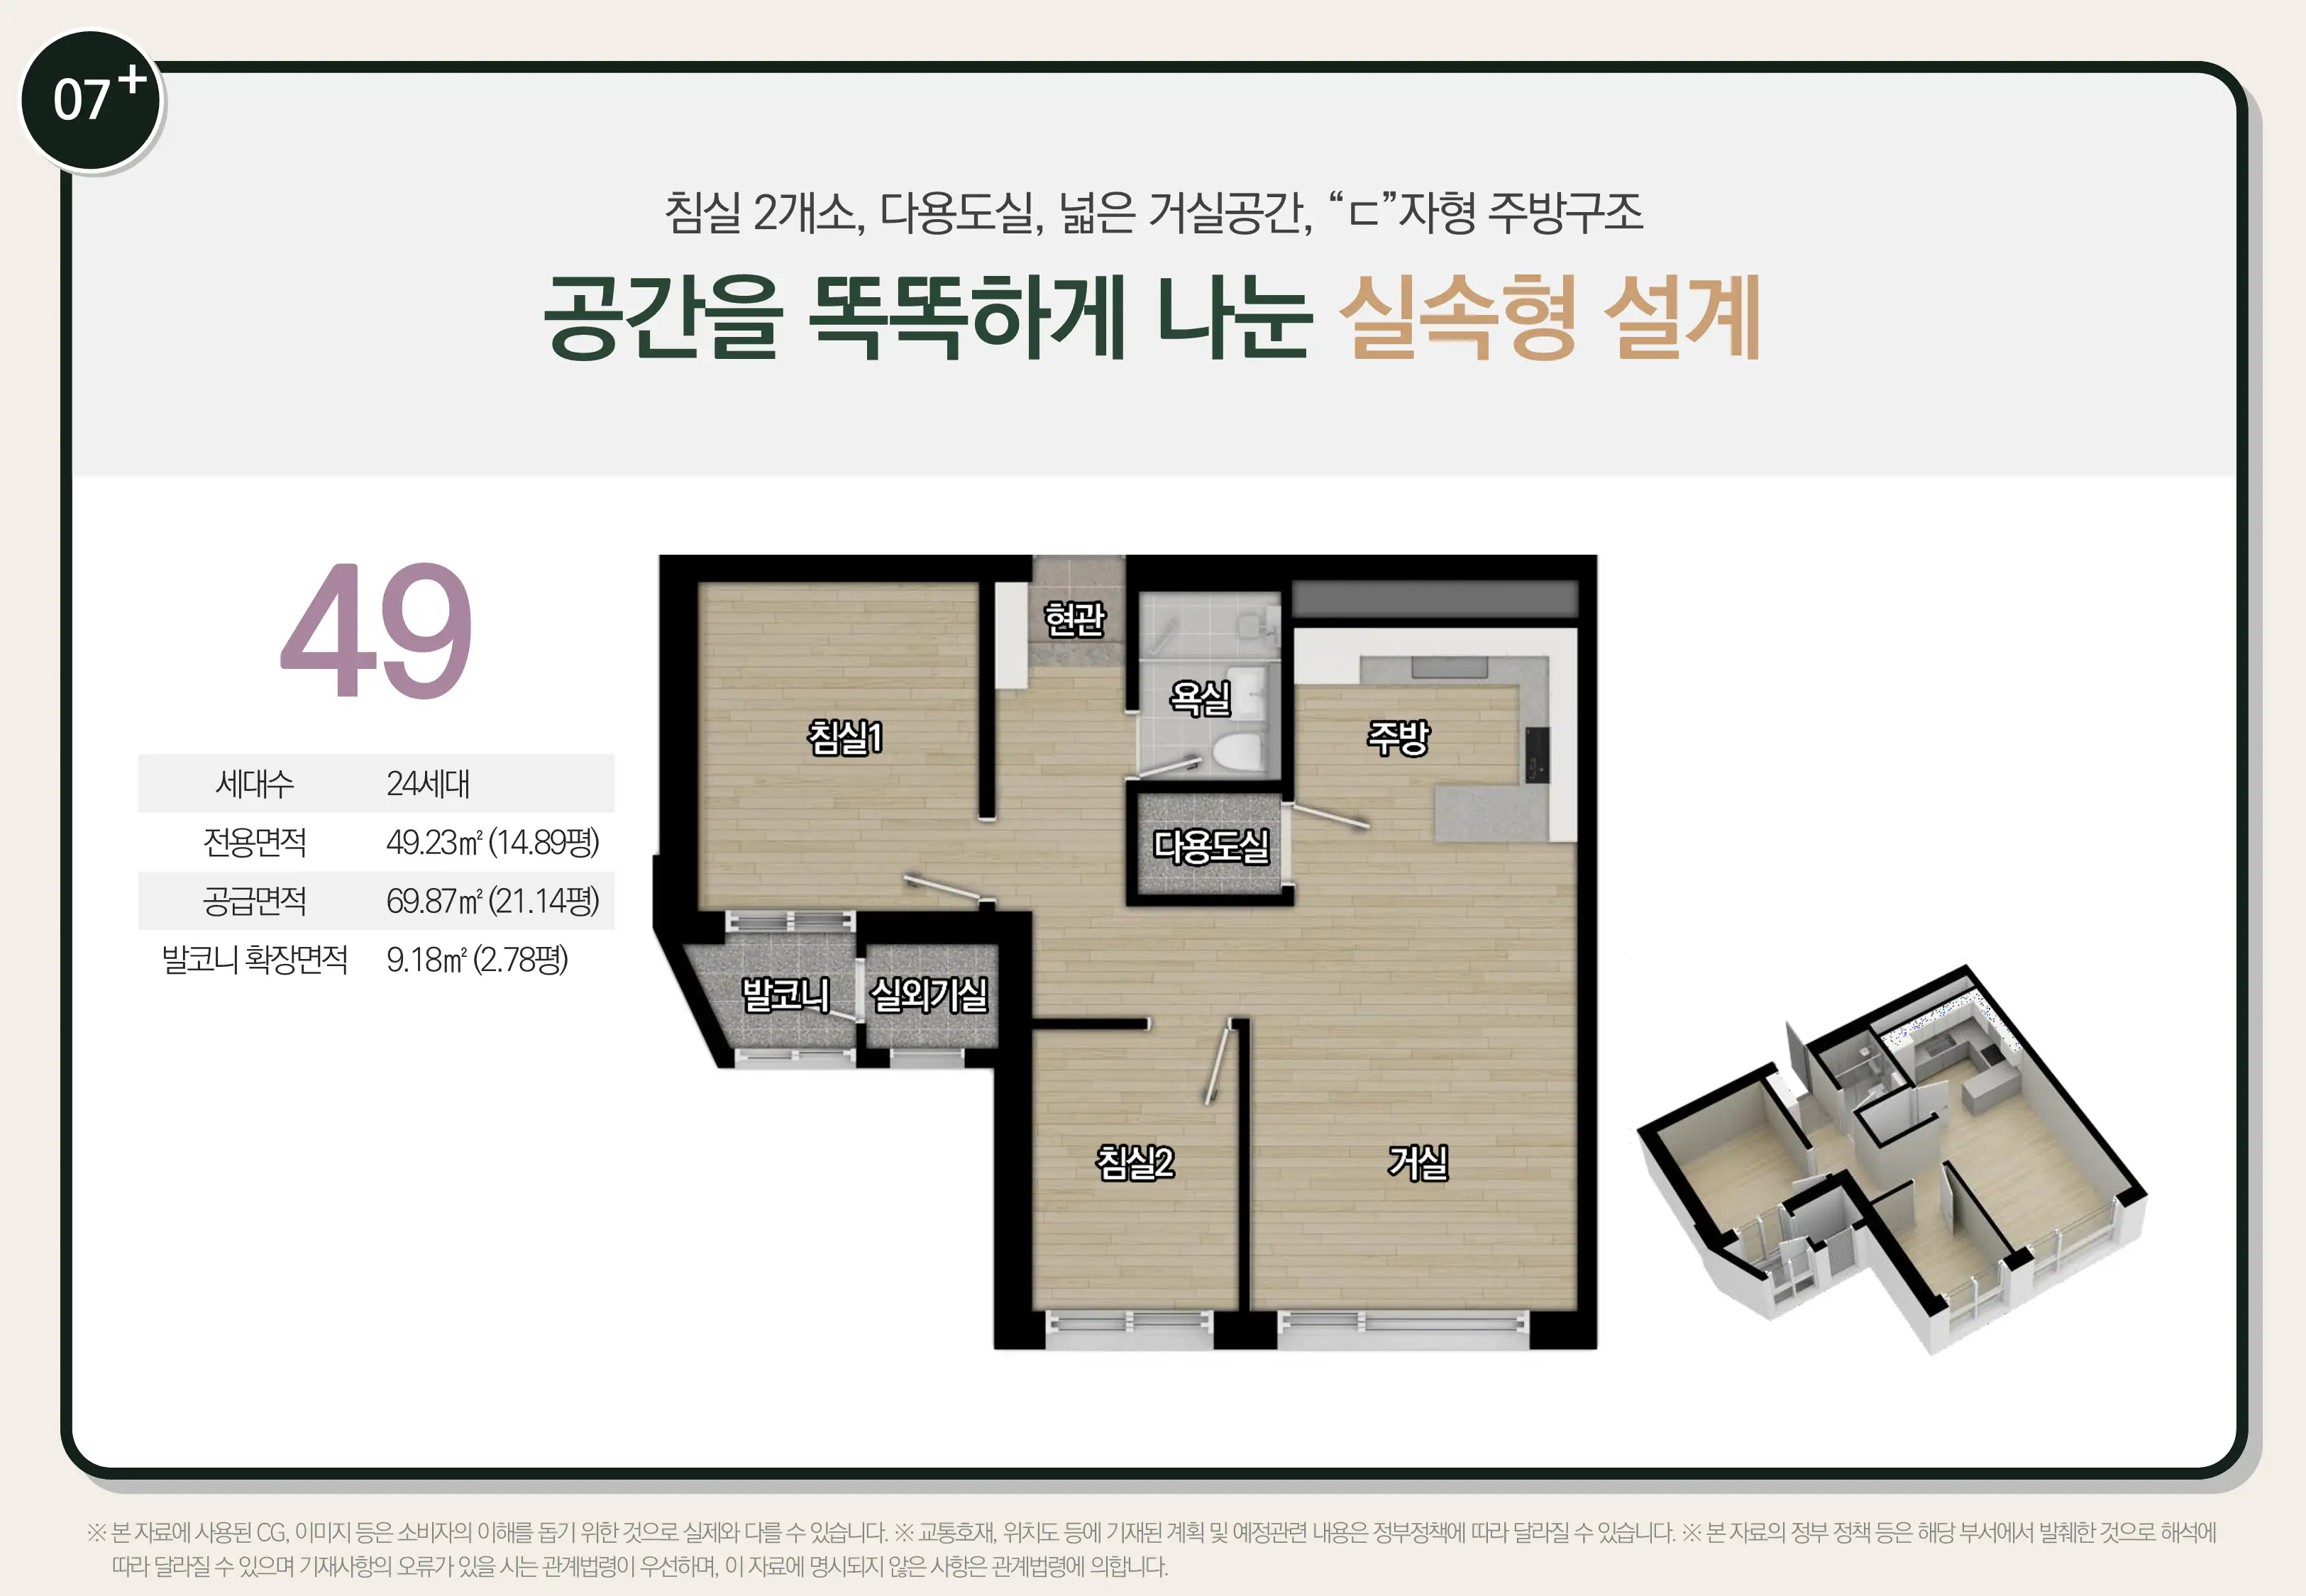 07+
침실 2개소, 다용도실, 넓은 거실공간, “ㄷ”자형 주방구조
공간을 똑똑하게 나눈 실속형 설계
49
세대수 24세대
전용면적 49.23㎡ (14.89평)
공급면적 69.87㎡ (21.14평)
발코니 확장면적 9.18㎡ (2.78평)
현관
욕실
침실1
주방
다용도실
발코니
실외기실
침실2
거실
※ 본 자료에 사용된 CG, 이미지 등은 소비자의 이해를 돕기 위한 것으로 실제와 다를 수 있습니다. ※ 교통호재, 위치도 등에 기재된 계획 및 예정관련 내용은 정부정책에 따라 달라질 수 있습니다. ※ 본 자료의 정부 정책 등은 해당 부서에서 발췌한 것으로 해석에
따라 달라질 수 있으며 기재사항의 오류가 있을 시는 관계법령이 우선하며, 이 자료에 명시되지 않은 사항은 관계법령에 의합니다.